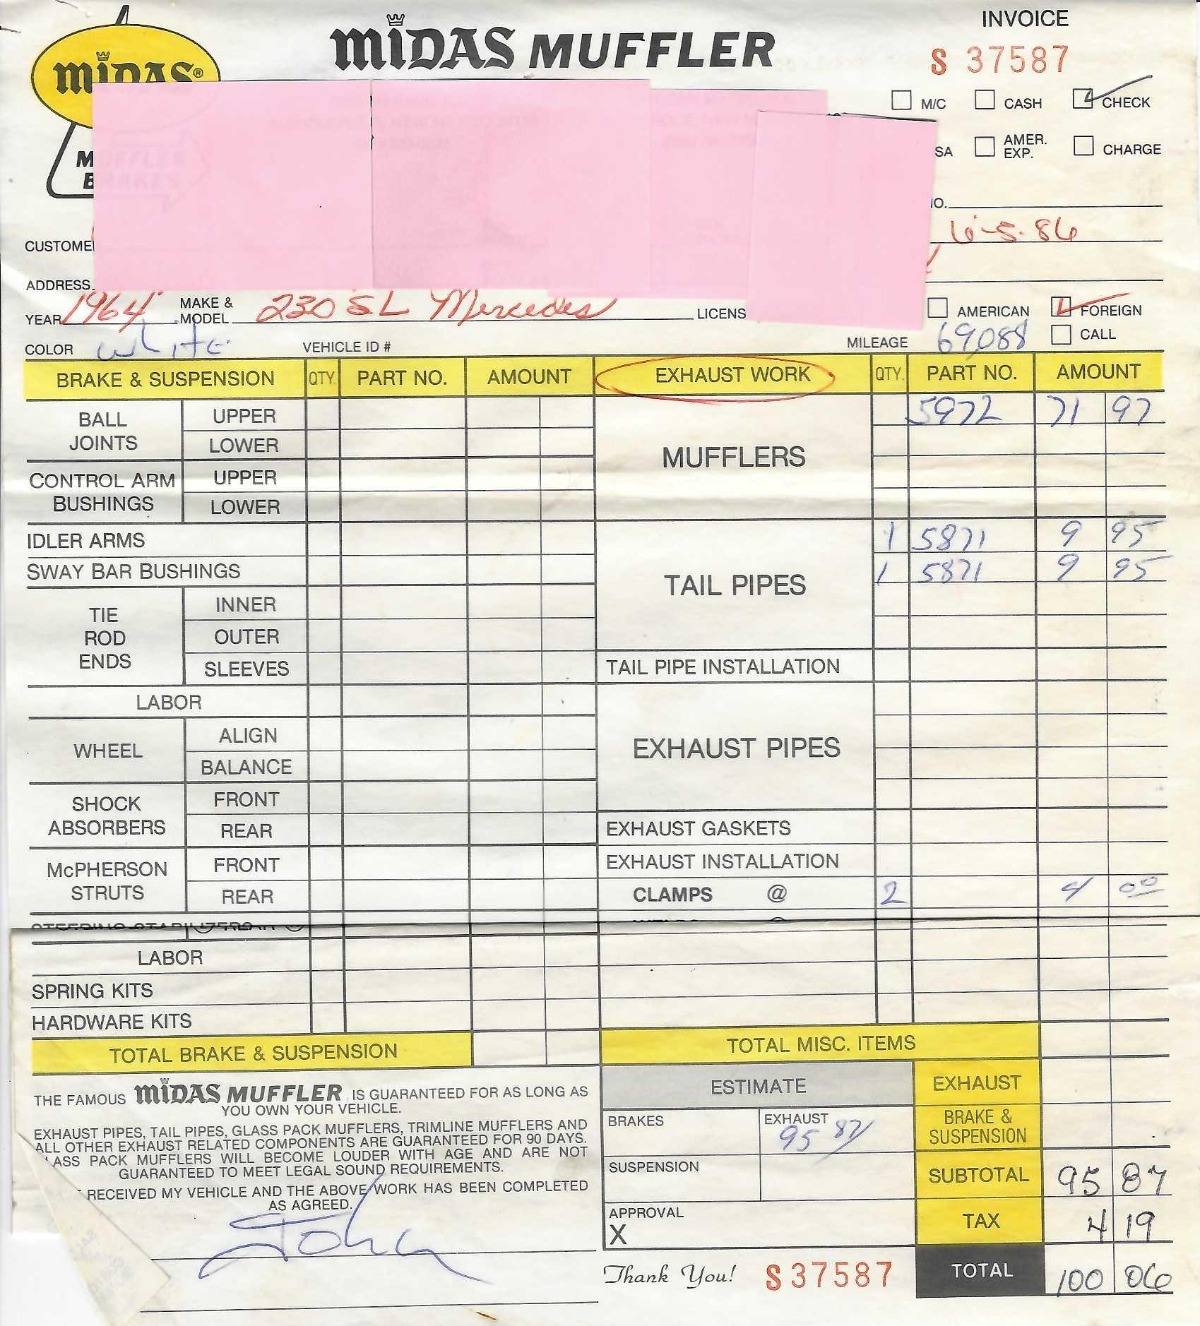 MIDAS MUFFLER
INVOICE
MIDAS®
S 37587
M/C CASH CHECK
SA AMER. EXP. CHARGE
MUFFLER
BRAKES
NO.
CUSTOME 6-5-86
ADDRESS
YEAR 1964 MAKE & MODEL 230 SL Mercedes LICENS AMERICAN FOREIGN
COLOR White VEHICLE ID # MILEAGE 69088 CALL
BRAKE & SUSPENSION QTY. PART NO. AMOUNT EXHAUST WORK QTY. PART NO. AMOUNT
BALL JOINTS UPPER MUFFLERS 5972 71 97
LOWER
CONTROL ARM BUSHINGS UPPER
LOWER
IDLER ARMS TAIL PIPES 1 5871 9 95
SWAY BAR BUSHINGS 1 5871 9 95
TIE ROD ENDS INNER
OUTER
SLEEVES TAIL PIPE INSTALLATION
LABOR EXHAUST PIPES
WHEEL ALIGN
BALANCE
SHOCK ABSORBERS FRONT
REAR EXHAUST GASKETS
McPHERSON STRUTS FRONT EXHAUST INSTALLATION
REAR CLAMPS @ 2 4 00
LABOR
SPRING KITS
HARDWARE KITS
TOTAL BRAKE & SUSPENSION TOTAL MISC. ITEMS
THE FAMOUS MIDAS MUFFLER IS GUARANTEED FOR AS LONG AS
YOU OWN YOUR VEHICLE.
EXHAUST PIPES, TAIL PIPES, GLASS PACK MUFFLERS, TRIMLINE MUFFLERS AND
ALL OTHER EXHAUST RELATED COMPONENTS ARE GUARANTEED FOR 90 DAYS.
LASS PACK MUFFLERS WILL BECOME LOUDER WITH AGE AND ARE NOT
GUARANTEED TO MEET LEGAL SOUND REQUIREMENTS.
RECEIVED MY VEHICLE AND THE ABOVE WORK HAS BEEN COMPLETED
AS AGREED.
John
ESTIMATE EXHAUST
BRAKES EXHAUST 95 87 BRAKE & SUSPENSION
SUSPENSION SUBTOTAL 95 87
APPROVAL X TAX 4 19
Thank You! S 37587 TOTAL 100 06